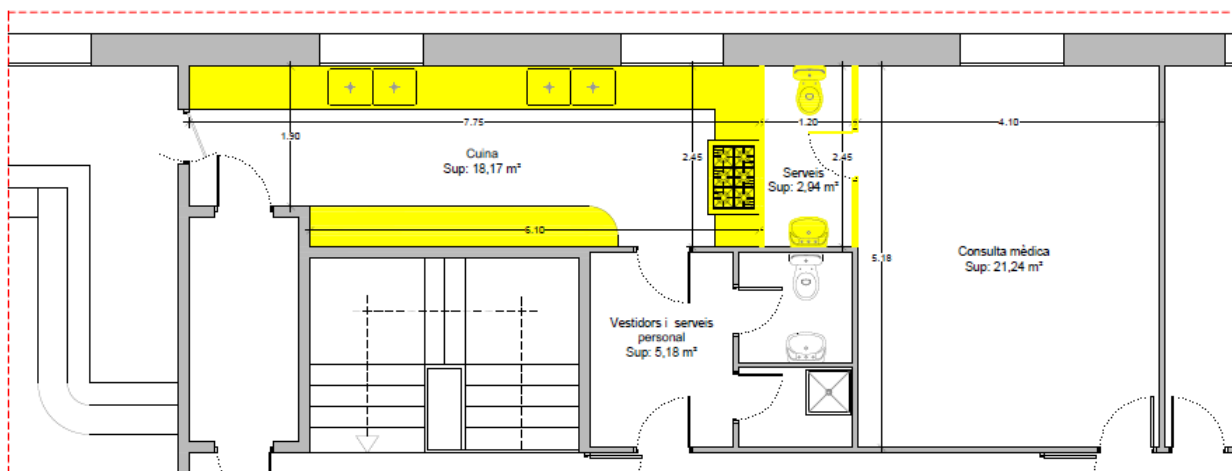 7.75
1.20
4.10
1.90
Cuina
Sup: 18,17 m²
2.45
2.45
Serveis
Sup: 2,94 m²
6.10
5.18
Consulta mèdica
Sup: 21,24 m²
Vestidors i serveis
personal
Sup: 5,18 m²